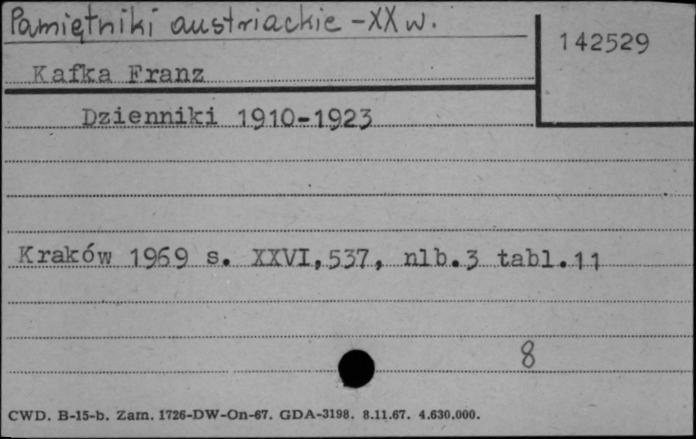 Pamiętniki austriackie - XX w.
142529
Kafka Franz
Dzienniki 1910-1923
Kraków 1969 s. XXVI,537, nlb.3 tabl.11
8
CWD. B-15-b. Zam. 1726-DW-On-67. GDA-3198. 8.11.67. 4.630.000.